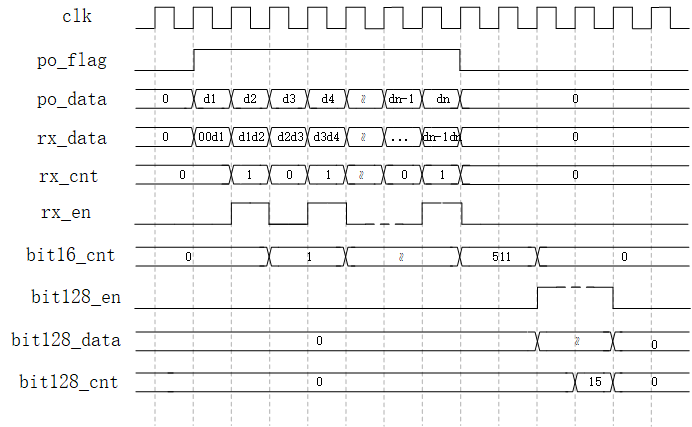 clk
po_flag
po_data 0 d1 d2 d3 d4 dn-1 dn 0
rx_data 0 00d1 d1d2 d2d3 d3d4 ... dn-1dn 0
rx_cnt 0 1 0 1 0 1 0
rx_en
bit16_cnt 0 1 511 0
bit128_en
bit128_data 0 0
bit128_cnt 0 15 0